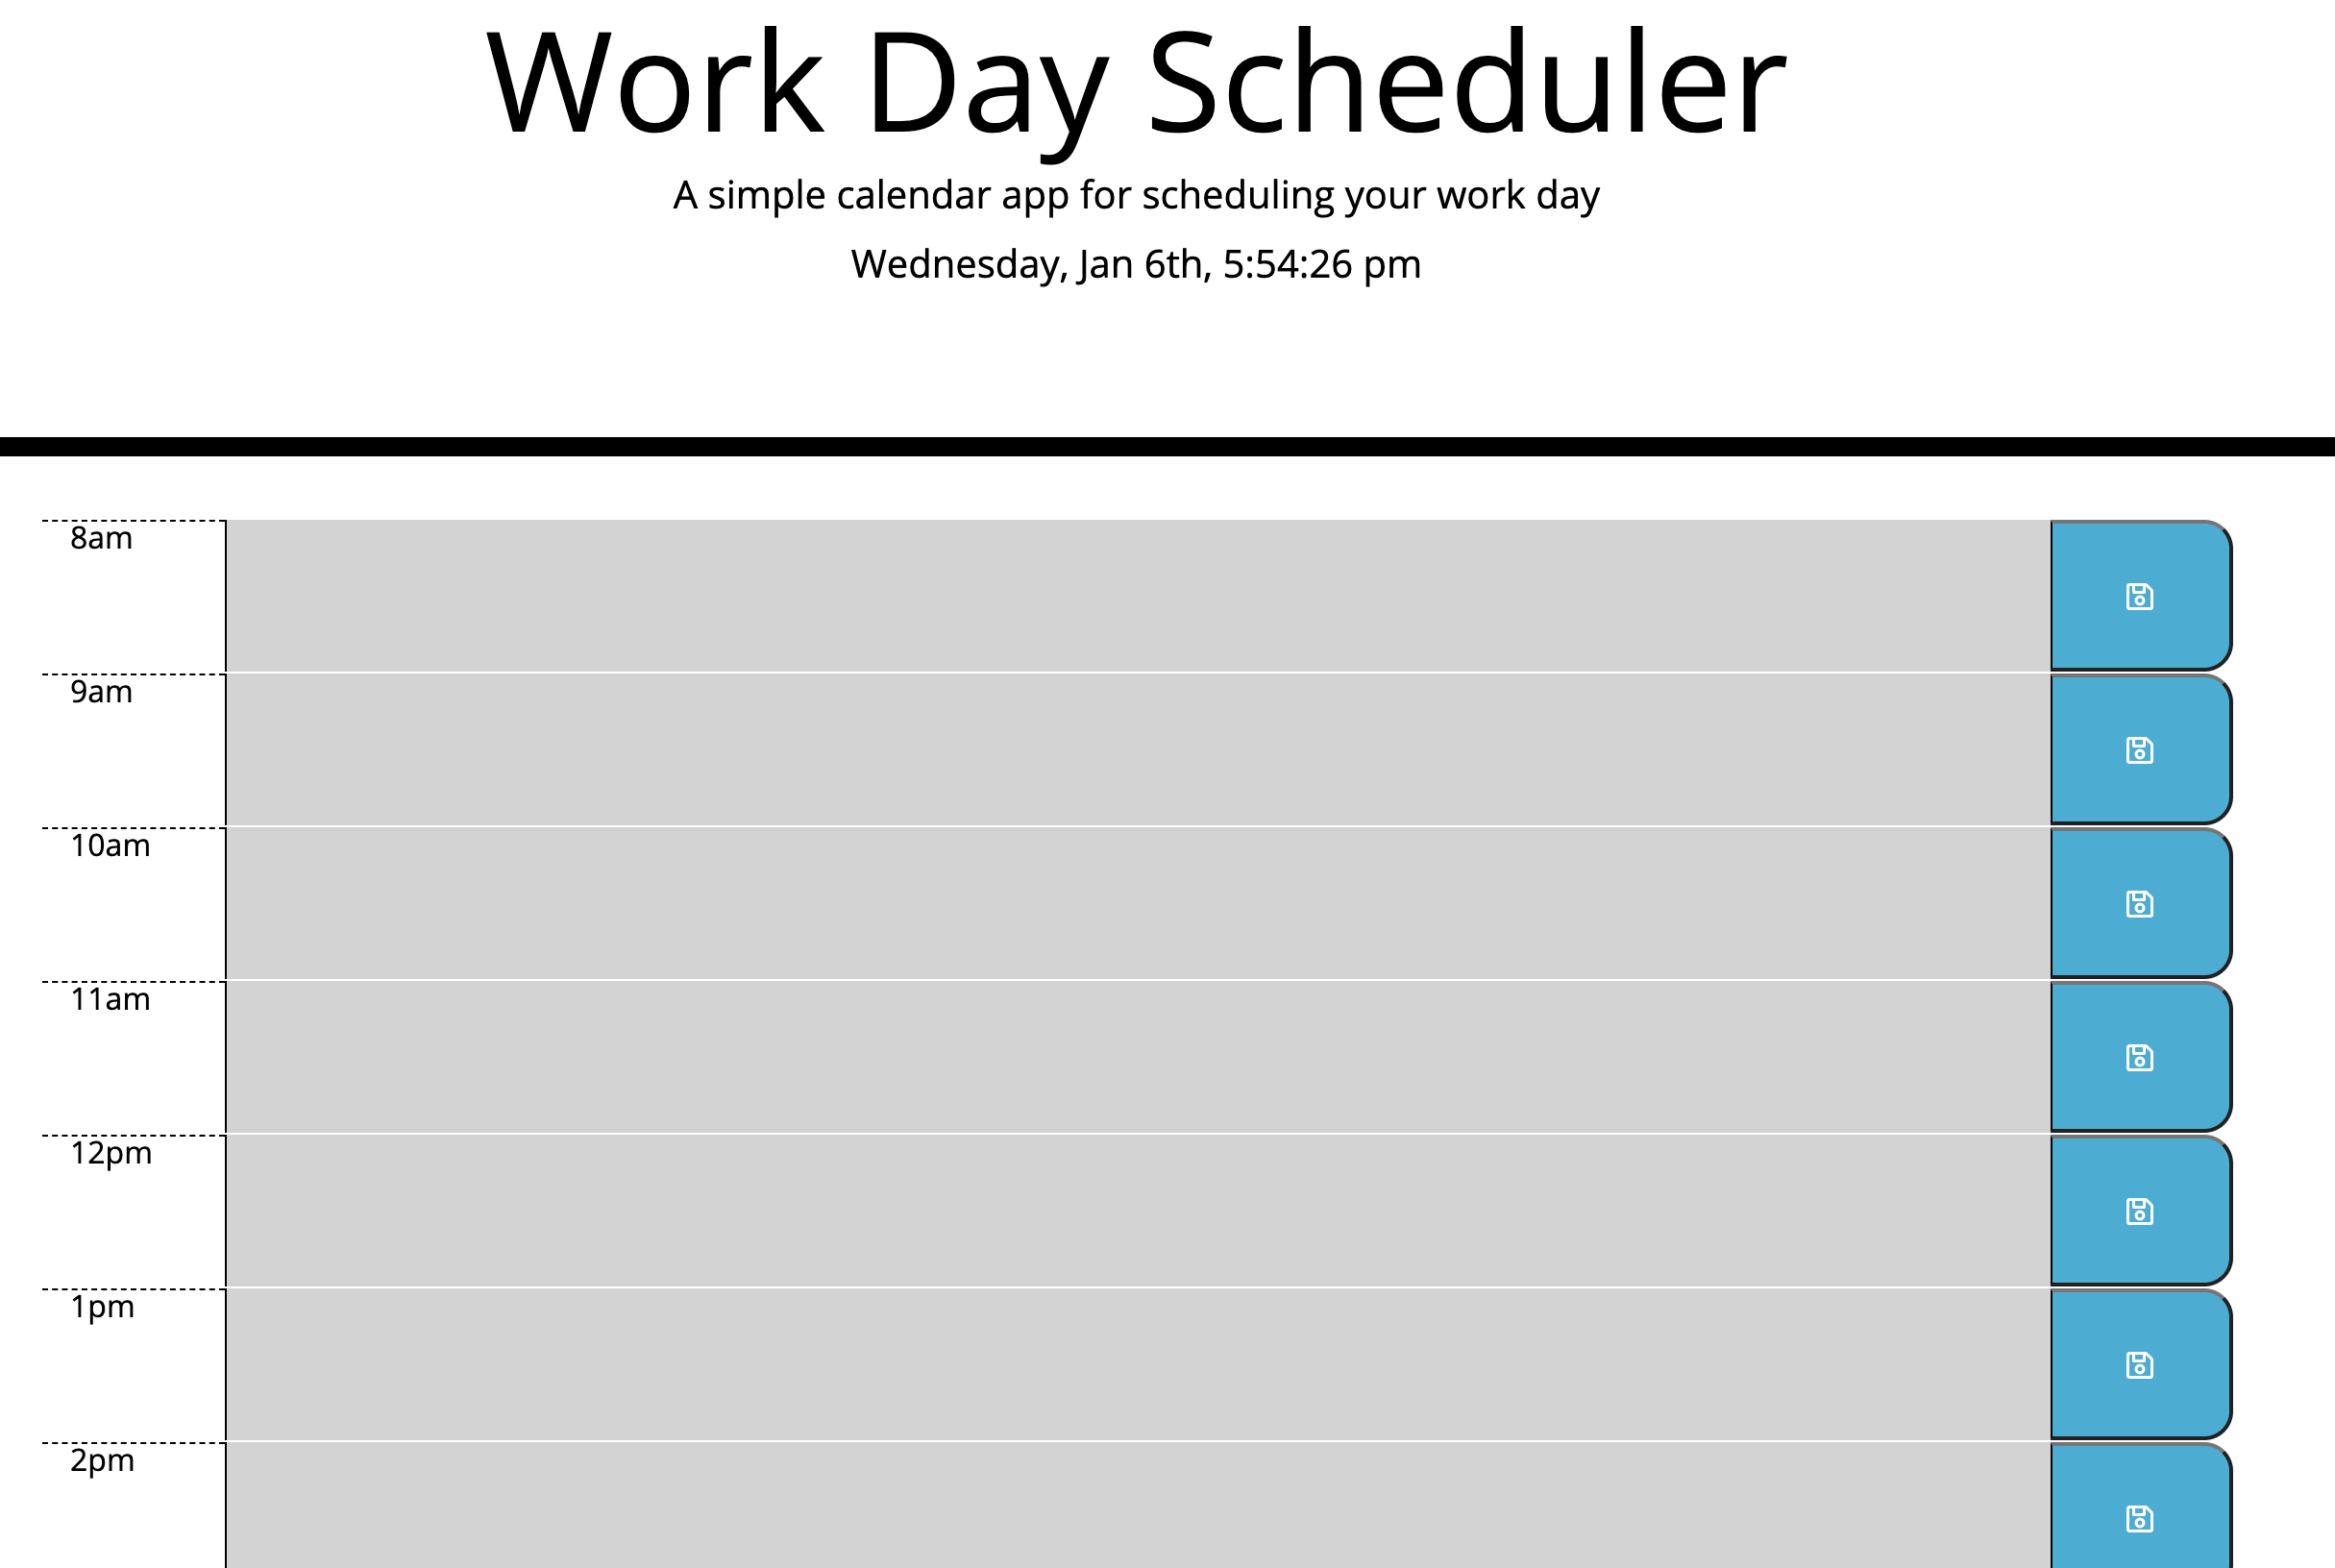 Work Day Scheduler
A simple calendar app for scheduling your work day
Wednesday, Jan 6th, 5:54:26 pm
8am
9am
10am
11am
12pm
1pm
2pm